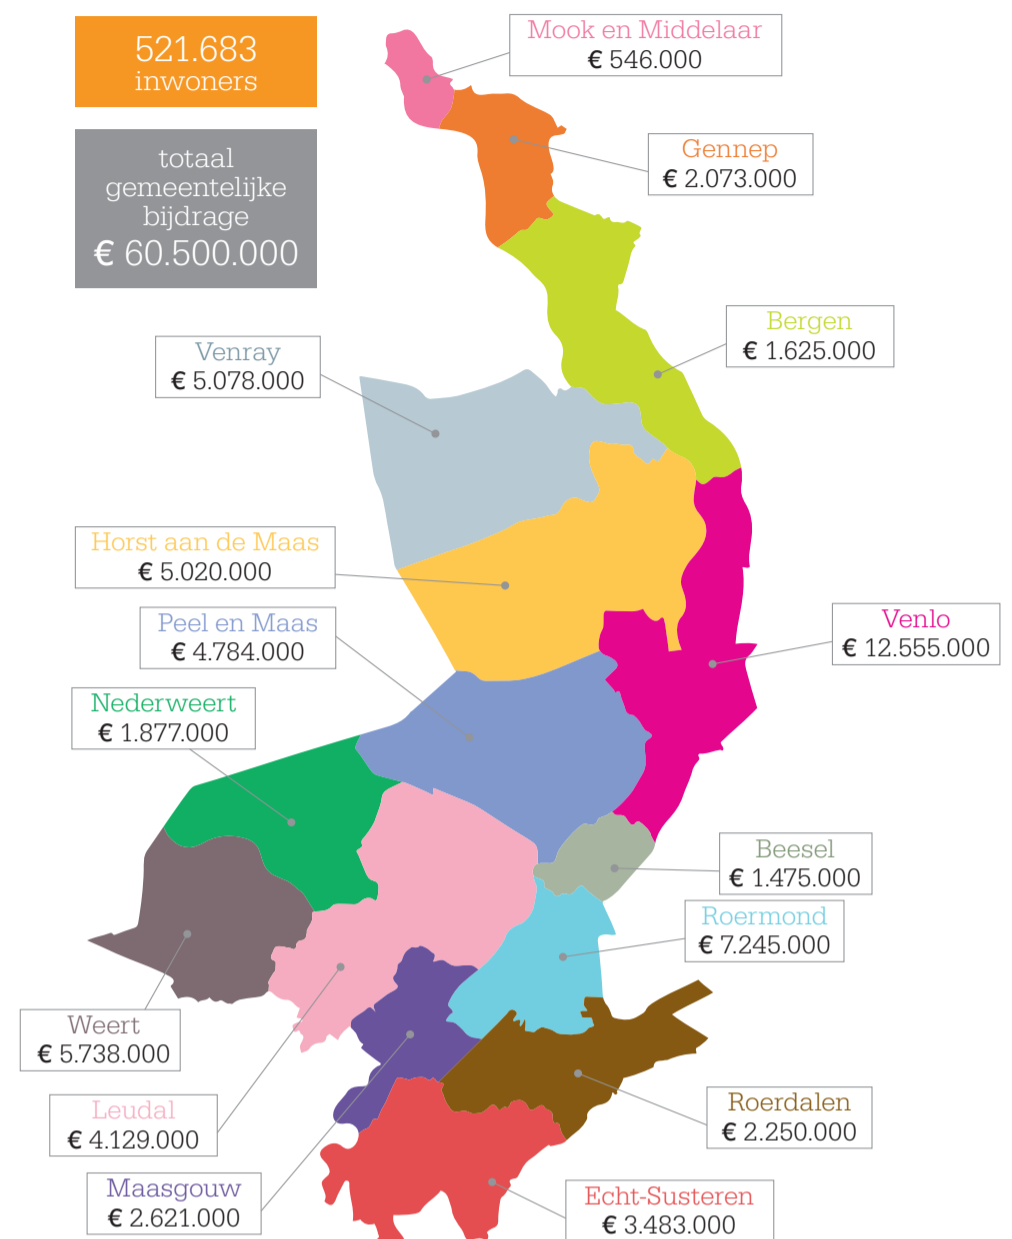 521.683
inwoners
totaal
gemeentelijke
bijdrage
€ 60.500.000
Mook en Middelaar
€ 546.000
Gennep
€ 2.073.000
Bergen
€ 1.625.000
Venray
€ 5.078.000
Horst aan de Maas
€ 5.020.000
Peel en Maas
€ 4.784.000
Venlo
€ 12.555.000
Nederweert
€ 1.877.000
Beesel
€ 1.475.000
Roermond
€ 7.245.000
Weert
€ 5.738.000
Leudal
€ 4.129.000
Roerdalen
€ 2.250.000
Maasgouw
€ 2.621.000
Echt-Susteren
€ 3.483.000